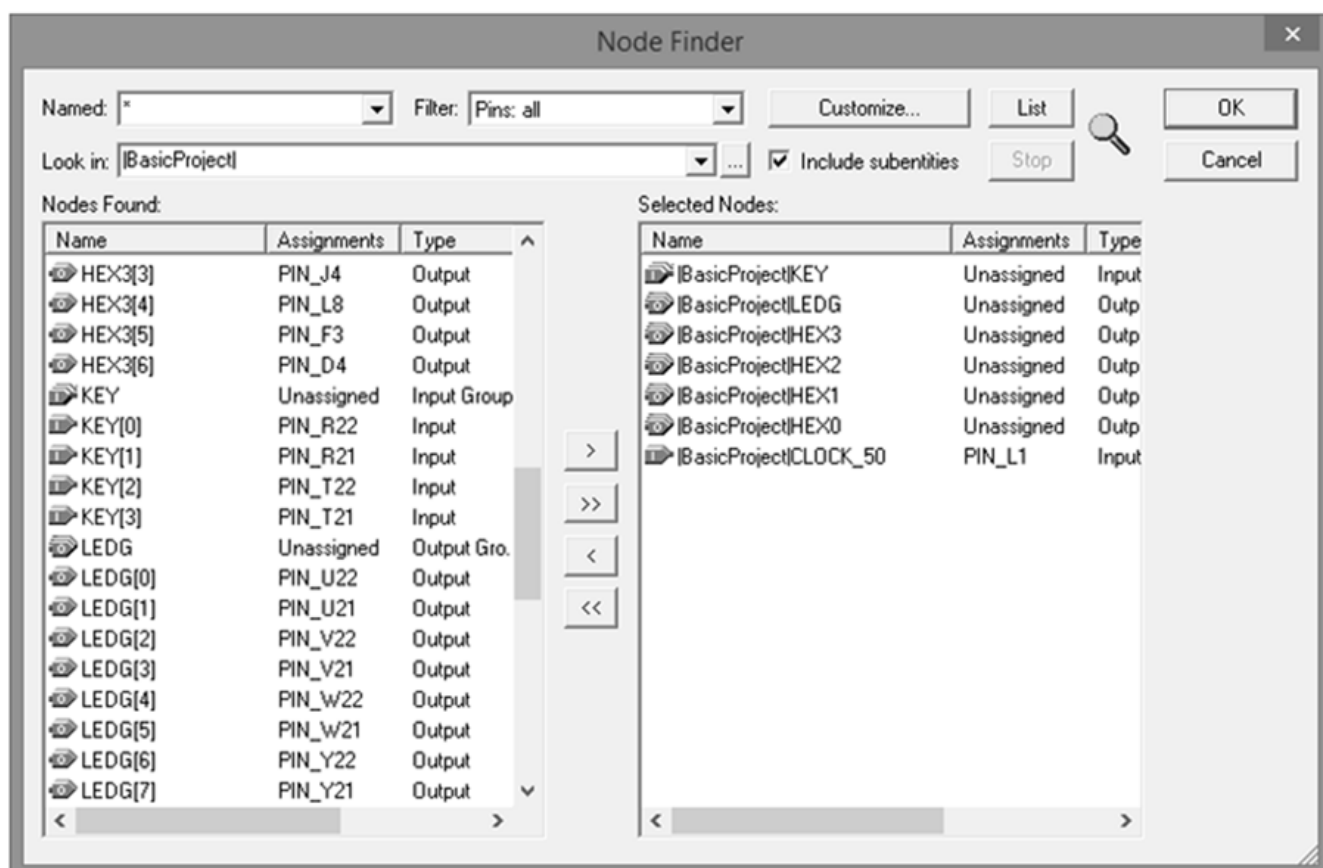 Node Finder
Named: * Filter: Pins: all Customize... List OK
Look in: |BasicProject| ... Include subentities Stop Cancel
Nodes Found: Selected Nodes:
Name Assignments Type Name Assignments Type
HEX3[3] PIN_J4 Output |BasicProject|KEY Unassigned Input
HEX3[4] PIN_L8 Output |BasicProject|LEDG Unassigned Outp
HEX3[5] PIN_F3 Output |BasicProject|HEX3 Unassigned Outp
HEX3[6] PIN_D4 Output |BasicProject|HEX2 Unassigned Outp
KEY Unassigned Input Group |BasicProject|HEX1 Unassigned Outp
KEY[0] PIN_R22 Input |BasicProject|HEX0 Unassigned Outp
KEY[1] PIN_R21 Input > |BasicProject|CLOCK_50 PIN_L1 Input
KEY[2] PIN_T22 Input
KEY[3] PIN_T21 Input >>
LEDG Unassigned Output Gro. <
LEDG[0] PIN_U22 Output
LEDG[1] PIN_U21 Output <<
LEDG[2] PIN_V22 Output
LEDG[3] PIN_V21 Output
LEDG[4] PIN_W22 Output
LEDG[5] PIN_W21 Output
LEDG[6] PIN_Y22 Output
LEDG[7] PIN_Y21 Output